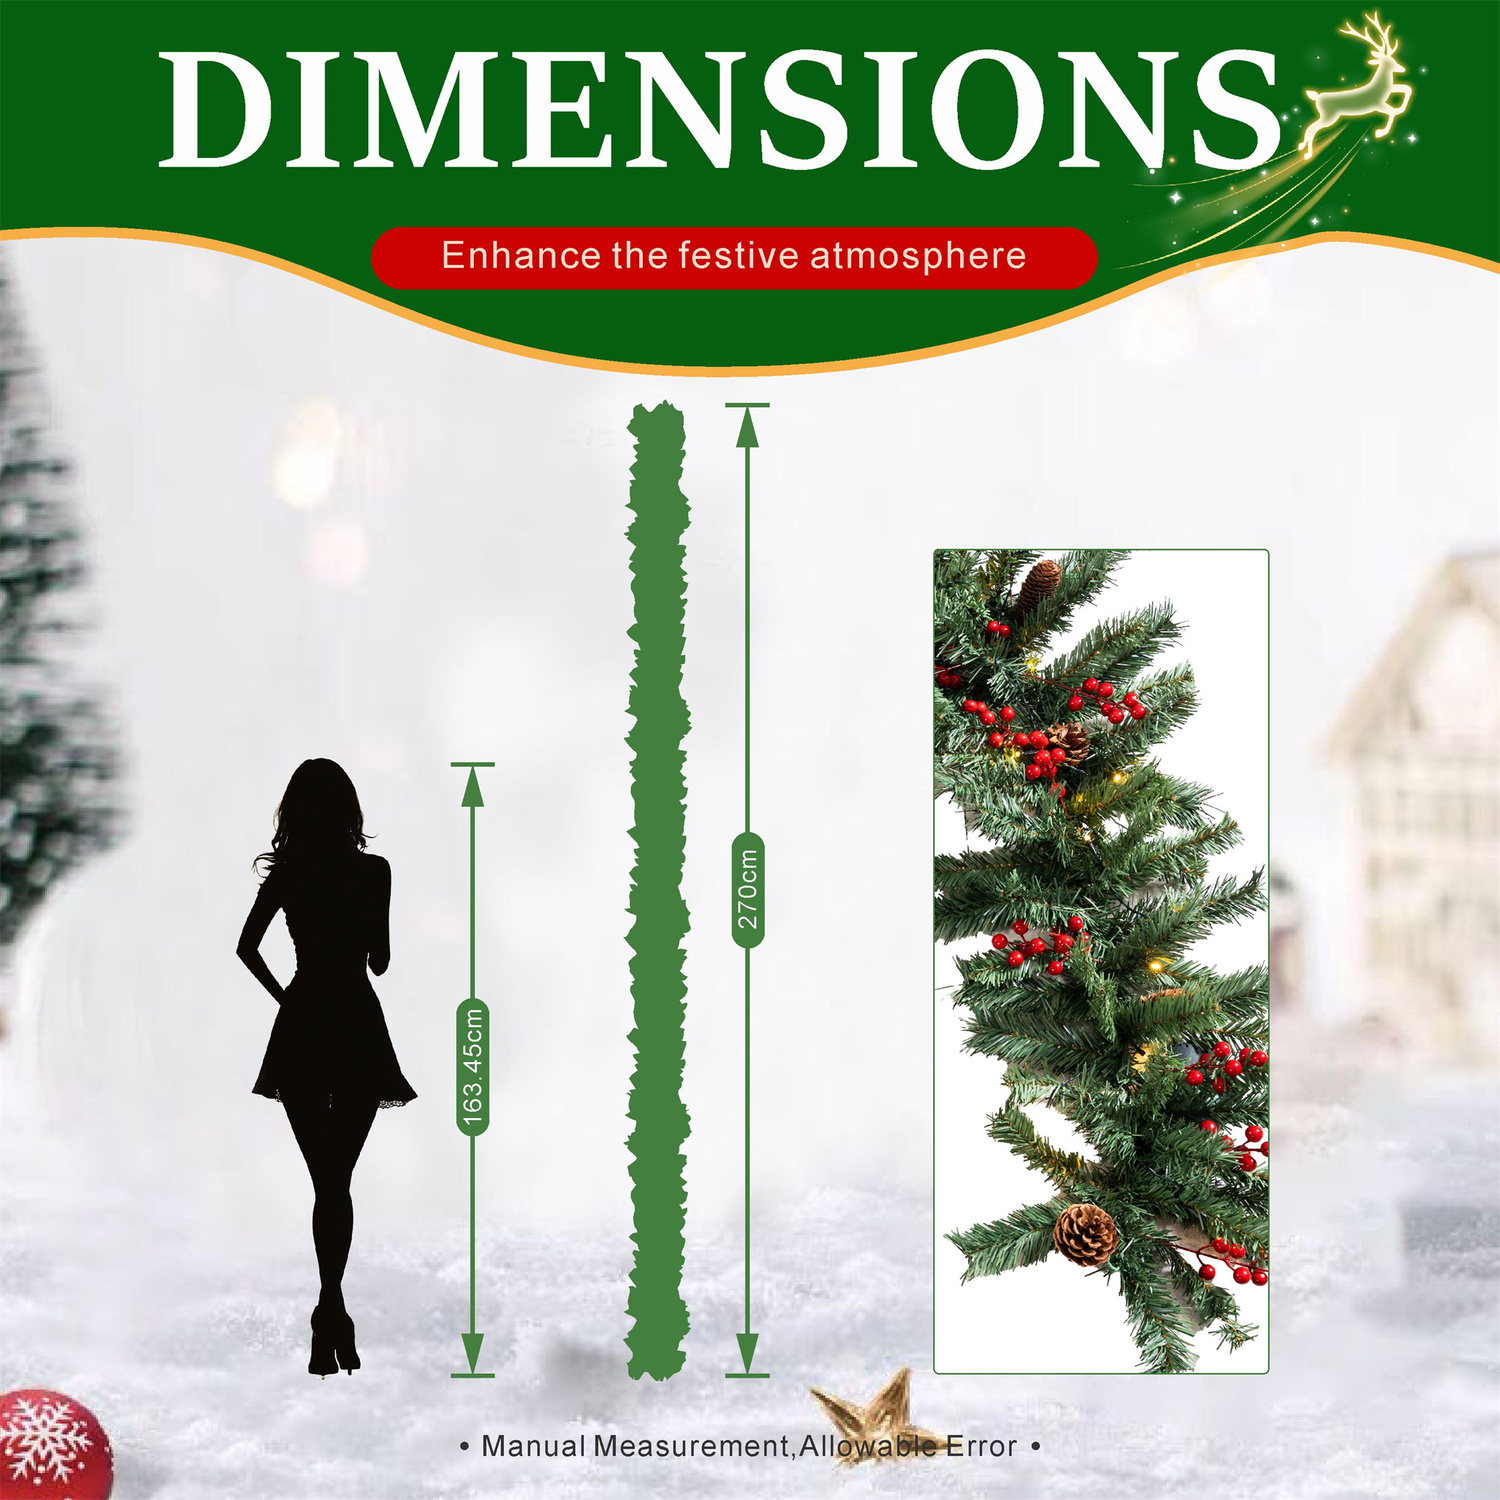 DIMENSIONS
Enhance the festive atmosphere
270cm
163.45cm
• Manual Measurement,Allowable Error •